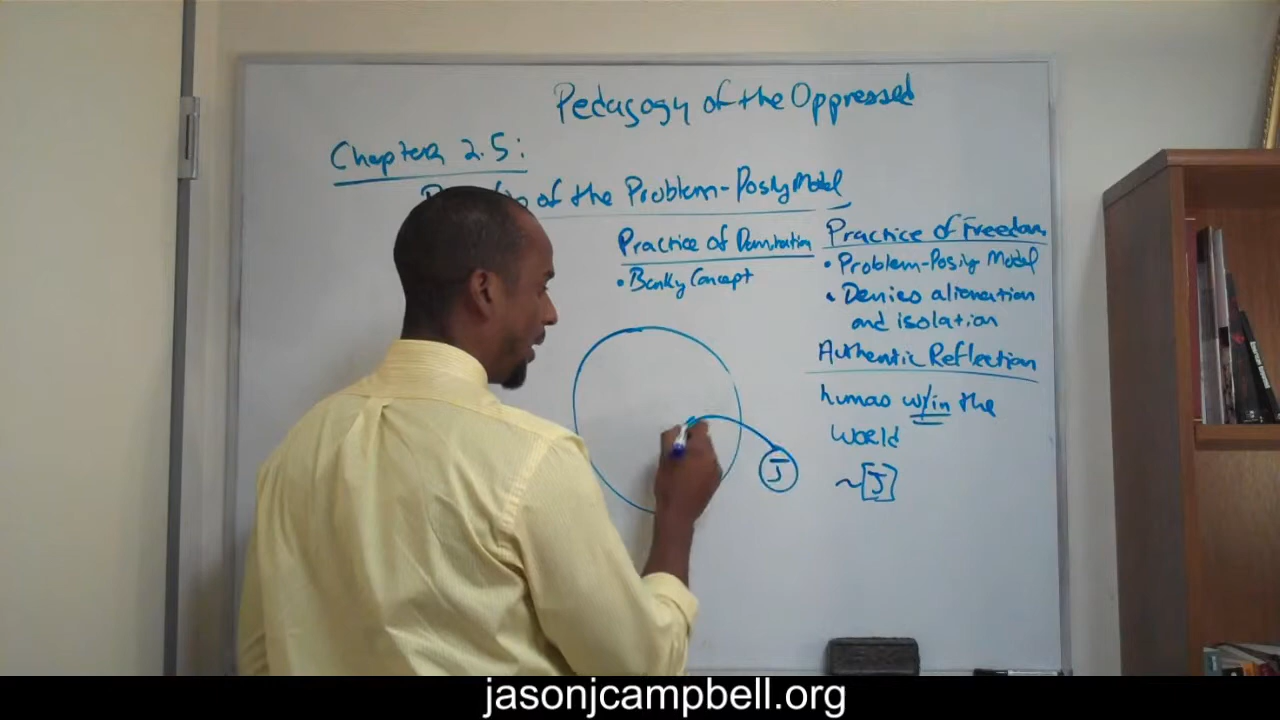 Pedagogy of the Oppressed
Chapter 2.5:
of the Problem-Posing Model
Practice of Domination
• Banking Concept
Practice of Freedom
• Problem-Posing Model
• Denies alienation
and isolation
Authentic Reflection
humao w/in the
World
~[J]
J
jasonjcampbell.org